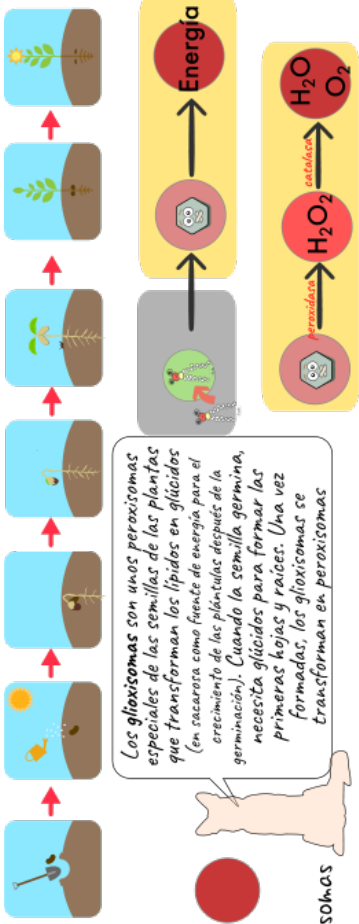 Los glioxisomas son unos peroxisomas
especiales de las semillas de las plantas
que transforman los lípidos en glúcidos
(en sacarosa como fuente de energía para el
crecimiento de las plántulas después de la
germinación). Cuando la semilla germina,
necesita glúcidos para formar las
primeras hojas y raíces. Una vez
formadas, los glioxisomas se
transforman en peroxisomas
somas
Energía
peroxidasa
H₂O₂
catalasa
H₂O
O₂